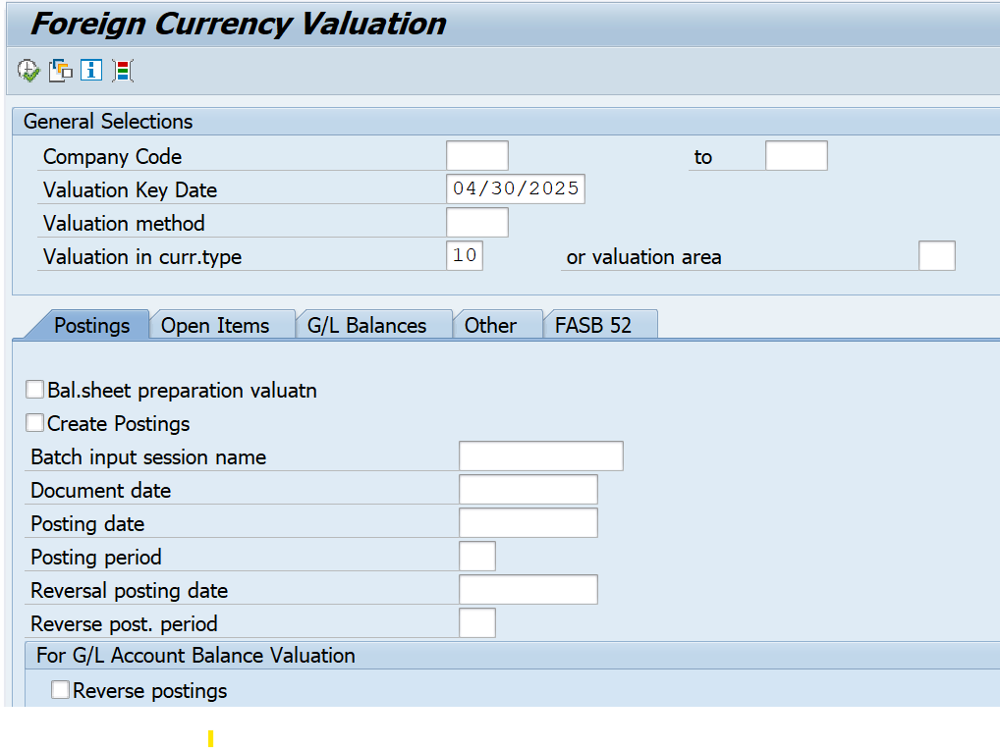 Foreign Currency Valuation
General Selections
Company Code to
Valuation Key Date 04/30/2025
Valuation method
Valuation in curr.type 10 or valuation area
Postings Open Items G/L Balances Other FASB 52
Bal.sheet preparation valuatn
Create Postings
Batch input session name
Document date
Posting date
Posting period
Reversal posting date
Reverse post. period
For G/L Account Balance Valuation
Reverse postings